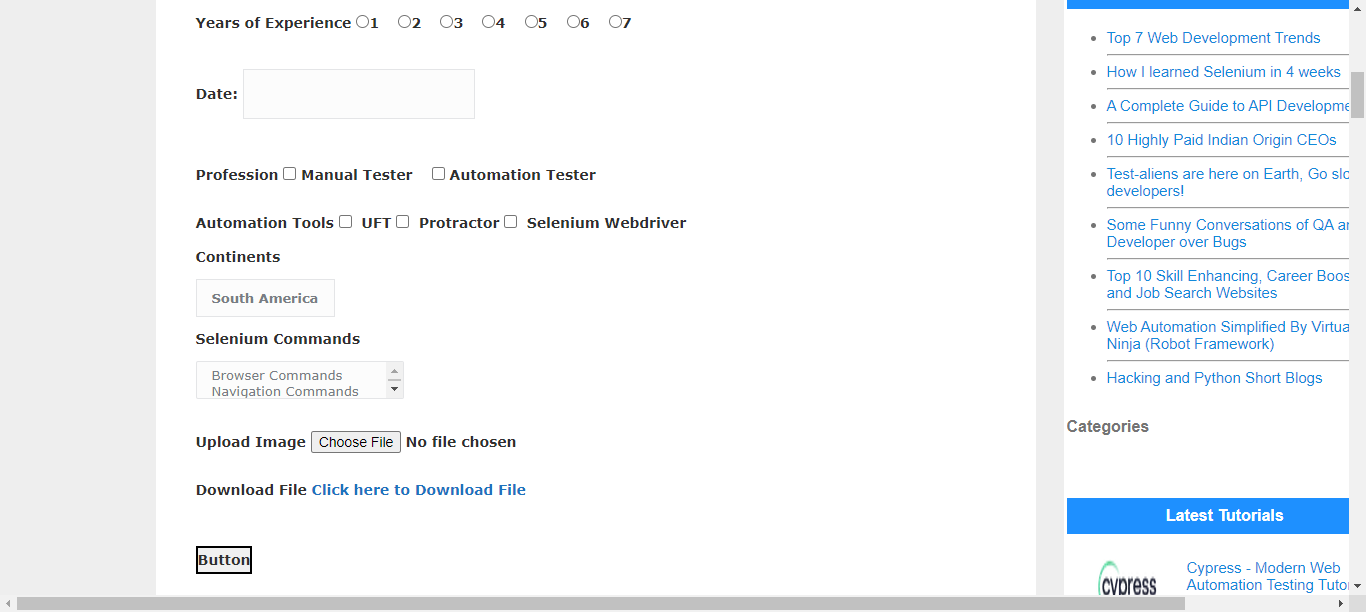 Years of Experience 1 2 3 4 5 6 7
Date:
Profession Manual Tester Automation Tester
Automation Tools UFT Protractor Selenium Webdriver
Continents
South America
Selenium Commands
Browser Commands
Navigation Commands
Upload Image Choose File No file chosen
Download File Click here to Download File
Button
Top 7 Web Development Trends
How I learned Selenium in 4 weeks
A Complete Guide to API Developme
10 Highly Paid Indian Origin CEOs
Test-aliens are here on Earth, Go slo
developers!
Some Funny Conversations of QA an
Developer over Bugs
Top 10 Skill Enhancing, Career Boos
and Job Search Websites
Web Automation Simplified By Virtua
Ninja (Robot Framework)
Hacking and Python Short Blogs
Categories
Latest Tutorials
cypress
Cypress - Modern Web
Automation Testing Tuto